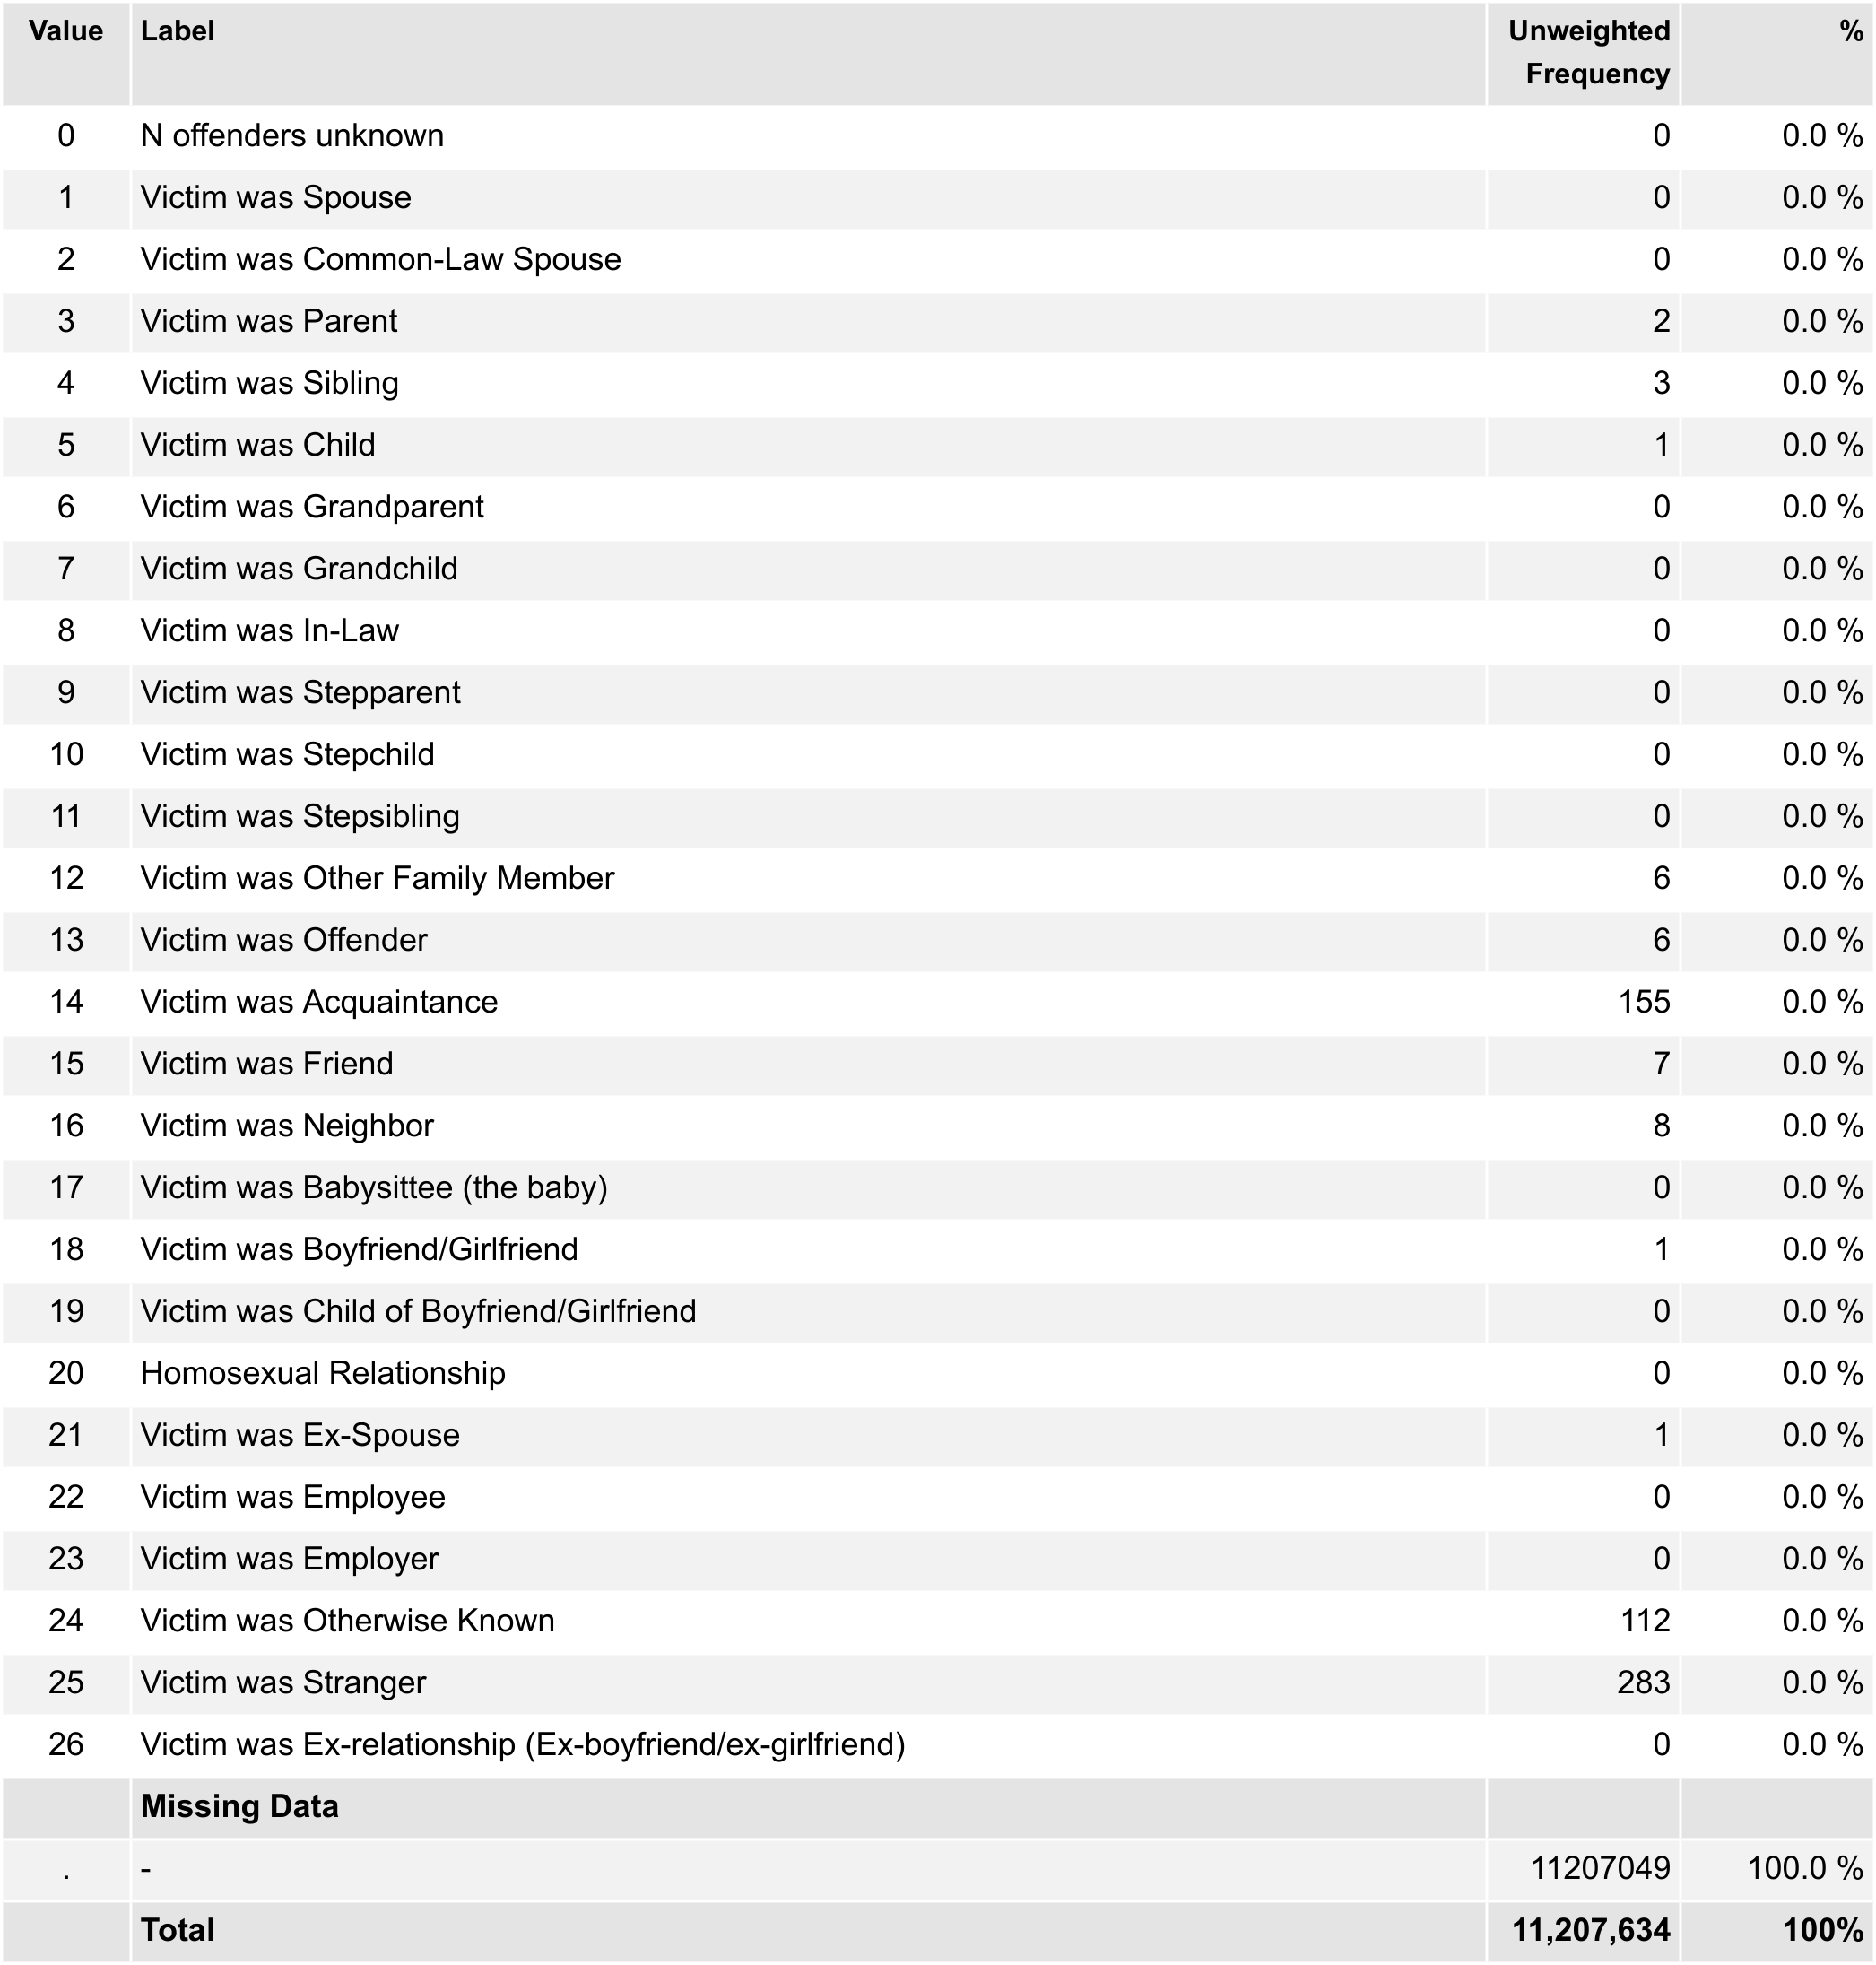 Value Label Unweighted Frequency %
0 N offenders unknown 0 0.0 %
1 Victim was Spouse 0 0.0 %
2 Victim was Common-Law Spouse 0 0.0 %
3 Victim was Parent 2 0.0 %
4 Victim was Sibling 3 0.0 %
5 Victim was Child 1 0.0 %
6 Victim was Grandparent 0 0.0 %
7 Victim was Grandchild 0 0.0 %
8 Victim was In-Law 0 0.0 %
9 Victim was Stepparent 0 0.0 %
10 Victim was Stepchild 0 0.0 %
11 Victim was Stepsibling 0 0.0 %
12 Victim was Other Family Member 6 0.0 %
13 Victim was Offender 6 0.0 %
14 Victim was Acquaintance 155 0.0 %
15 Victim was Friend 7 0.0 %
16 Victim was Neighbor 8 0.0 %
17 Victim was Babysittee (the baby) 0 0.0 %
18 Victim was Boyfriend/Girlfriend 1 0.0 %
19 Victim was Child of Boyfriend/Girlfriend 0 0.0 %
20 Homosexual Relationship 0 0.0 %
21 Victim was Ex-Spouse 1 0.0 %
22 Victim was Employee 0 0.0 %
23 Victim was Employer 0 0.0 %
24 Victim was Otherwise Known 112 0.0 %
25 Victim was Stranger 283 0.0 %
26 Victim was Ex-relationship (Ex-boyfriend/ex-girlfriend) 0 0.0 %
Missing Data
. - 11207049 100.0 %
Total 11,207,634 100%